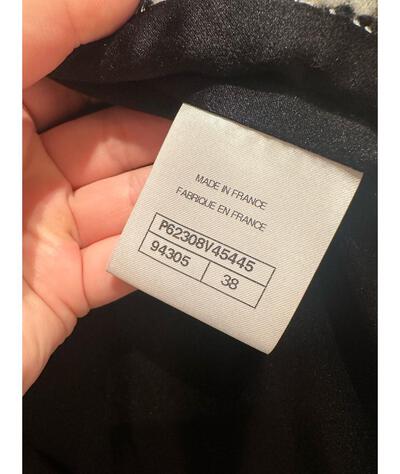 MADE IN FRANCE
FABRIQUE EN FRANCE
P62308V45445
94305 38